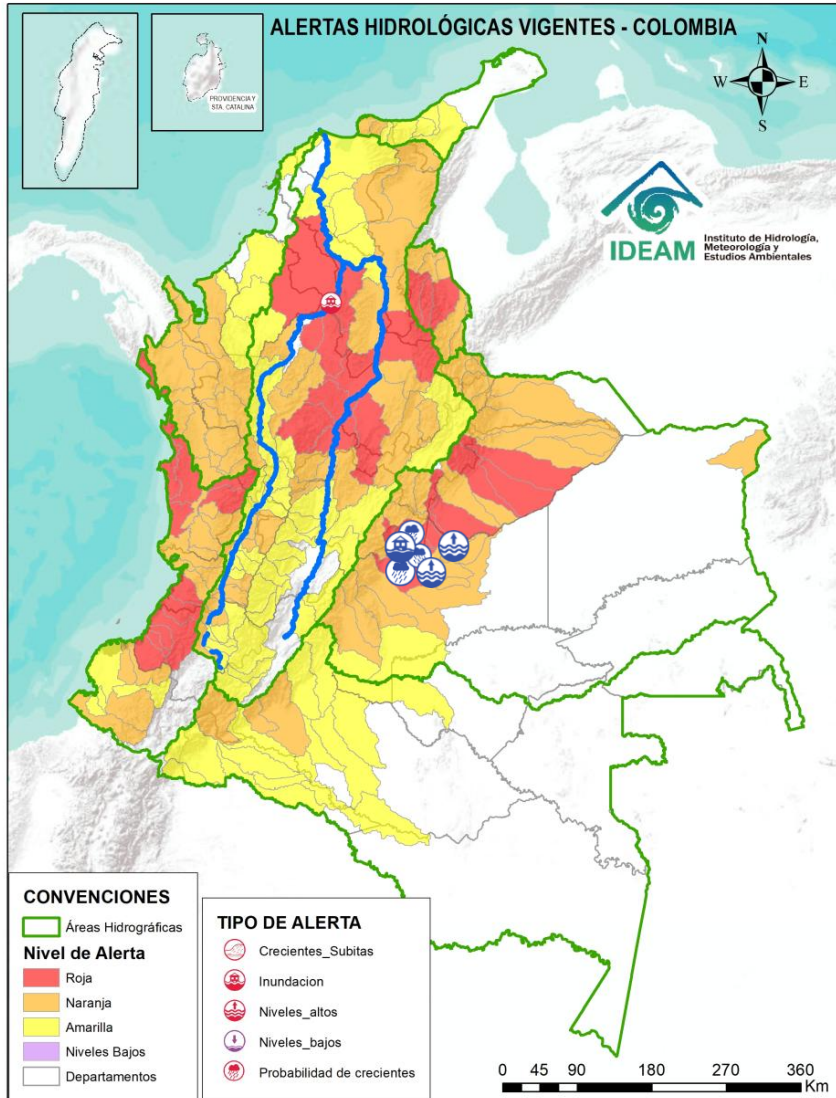 ALERTAS HIDROLÓGICAS VIGENTES - COLOMBIA
PROVIDENCIA Y
STA. CATALINA
N
W
E
S
IDEAM
Instituto de Hidrología,
Meteorología y
Estudios Ambientales
CONVENCIONES
Áreas Hidrográficas
Nivel de Alerta
Roja
Naranja
Amarilla
Niveles Bajos
Departamentos
TIPO DE ALERTA
Crecientes_Subitas
Inundacion
Niveles_altos
Niveles_bajos
Probabilidad de crecientes
0 45 90 180 270 360
Km